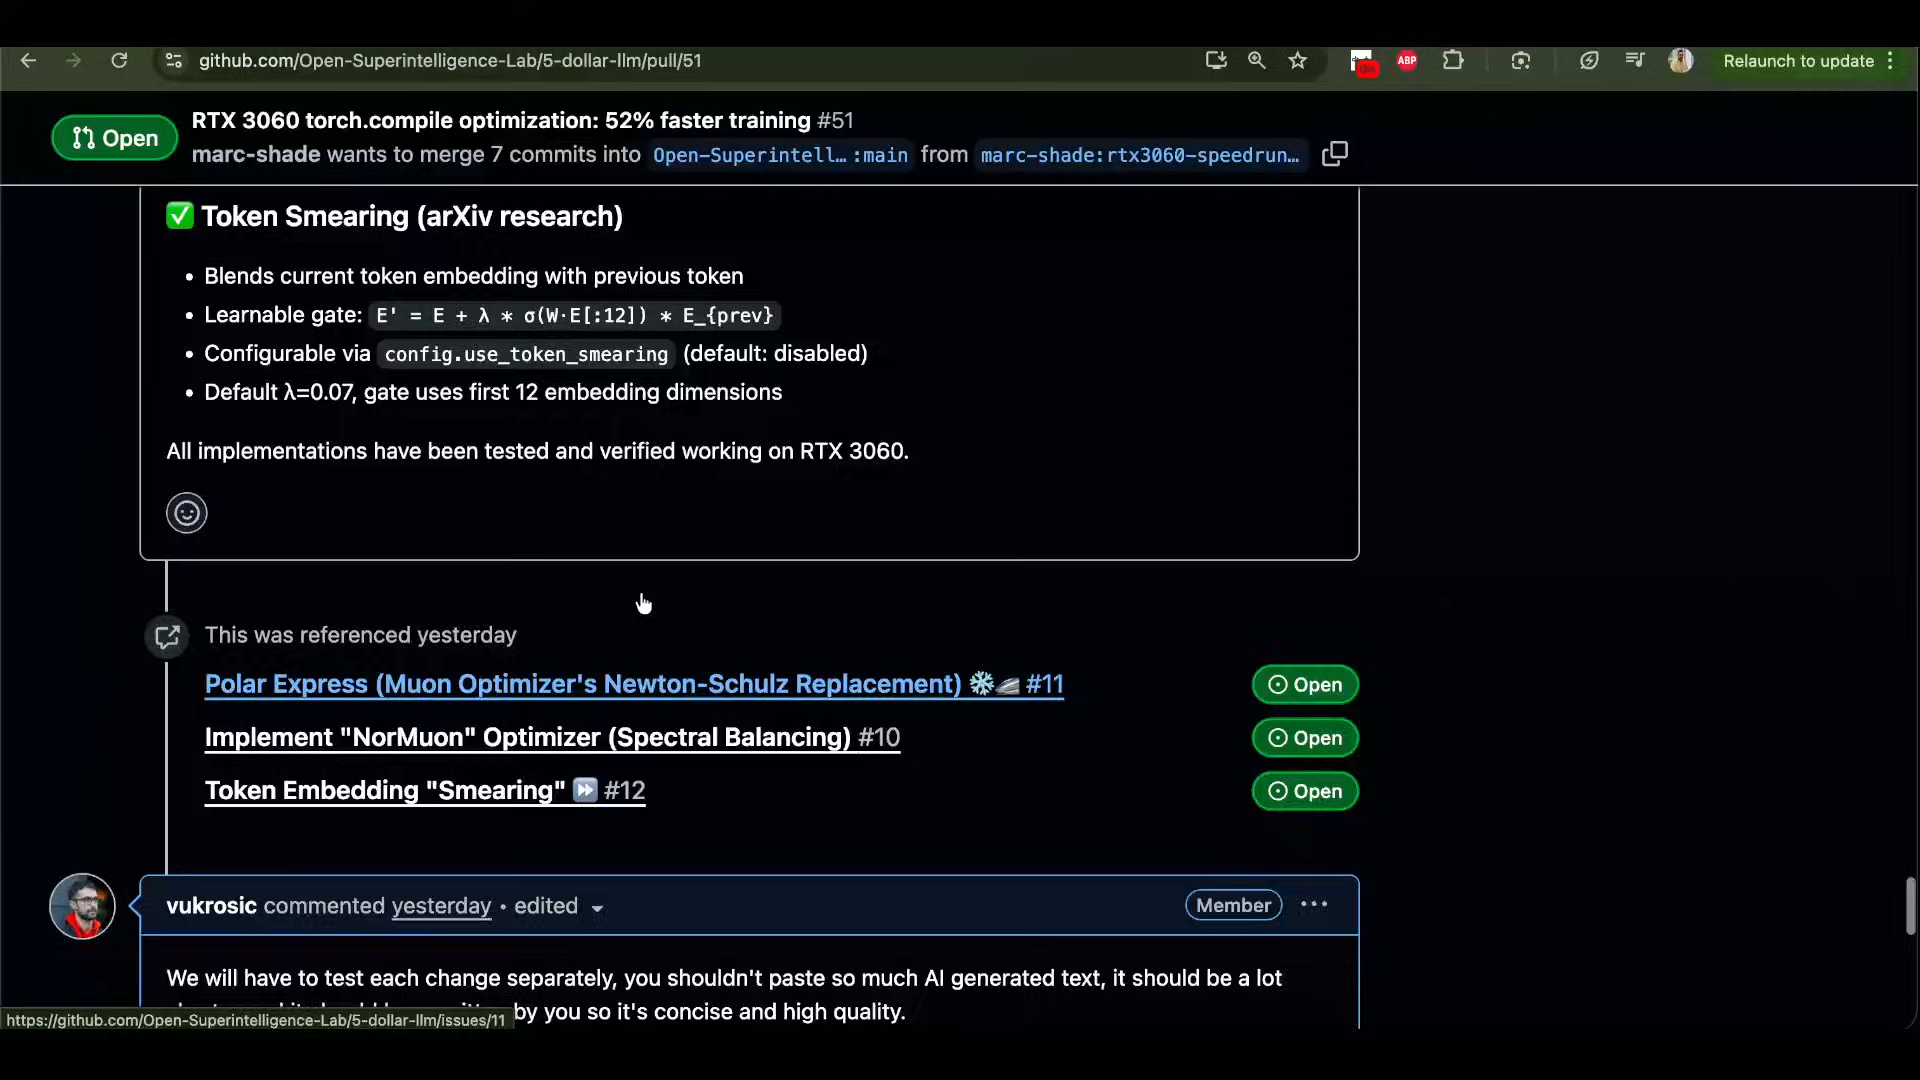 github.com/Open-Superintelligence-Lab/5-dollar-llm/pull/51
ABP
Relaunch to update
Open
RTX 3060 torch.compile optimization: 52% faster training #51
marc-shade wants to merge 7 commits into Open-Superintell… :main from marc-shade:rtx3060-speedrun…
✅ Token Smearing (arXiv research)
• Blends current token embedding with previous token
• Learnable gate: E' = E + λ * σ(W·E[:12]) * E_{prev}
• Configurable via config.use_token_smearing (default: disabled)
• Default λ=0.07, gate uses first 12 embedding dimensions
All implementations have been tested and verified working on RTX 3060.
This was referenced yesterday
Polar Express (Muon Optimizer's Newton-Schulz Replacement) ❄️🚄 #11
Open
Implement "NorMuon" Optimizer (Spectral Balancing) #10
Open
Token Embedding "Smearing" ⏩ #12
Open
vukrosic commented yesterday • edited
Member
We will have to test each change separately, you shouldn't paste so much AI generated text, it should be a lot
by you so it's concise and high quality.
https://github.com/Open-Superintelligence-Lab/5-dollar-llm/issues/11